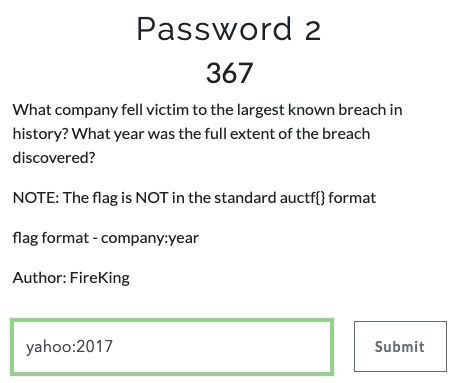 Password 2
367
What company fell victim to the largest known breach in
history? What year was the full extent of the breach
discovered?
NOTE: The flag is NOT in the standard auctf{} format
flag format - company:year
Author: FireKing
yahoo:2017
Submit